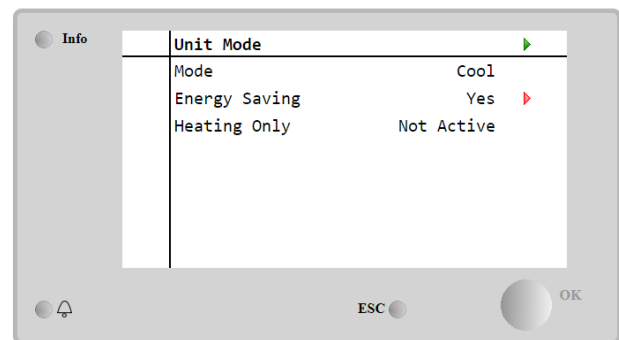 Info
Unit Mode
Mode Cool
Energy Saving Yes
Heating Only Not Active
ESC
OK